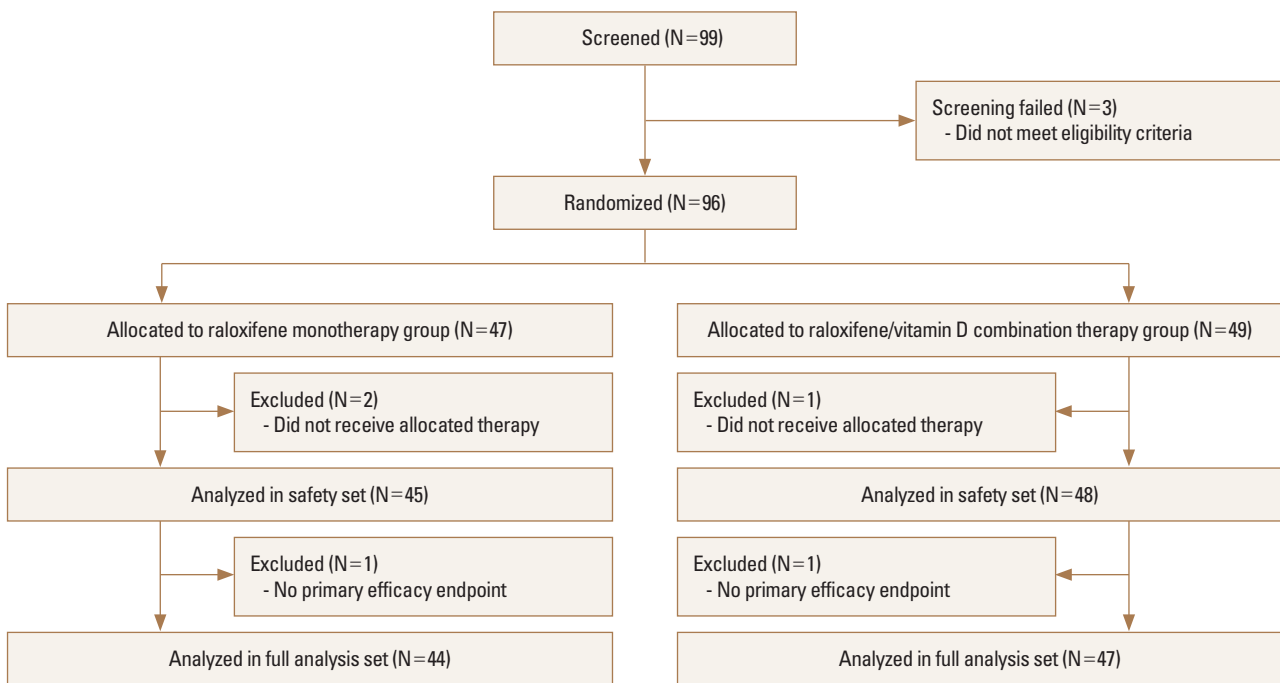 Screened (N=99)
Screening failed (N=3)
- Did not meet eligibility criteria
Randomized (N=96)
Allocated to raloxifene monotherapy group (N=47)
Allocated to raloxifene/vitamin D combination therapy group (N=49)
Excluded (N=2)
- Did not receive allocated therapy
Excluded (N=1)
- Did not receive allocated therapy
Analyzed in safety set (N=45)
Analyzed in safety set (N=48)
Excluded (N=1)
- No primary efficacy endpoint
Excluded (N=1)
- No primary efficacy endpoint
Analyzed in full analysis set (N=44)
Analyzed in full analysis set (N=47)